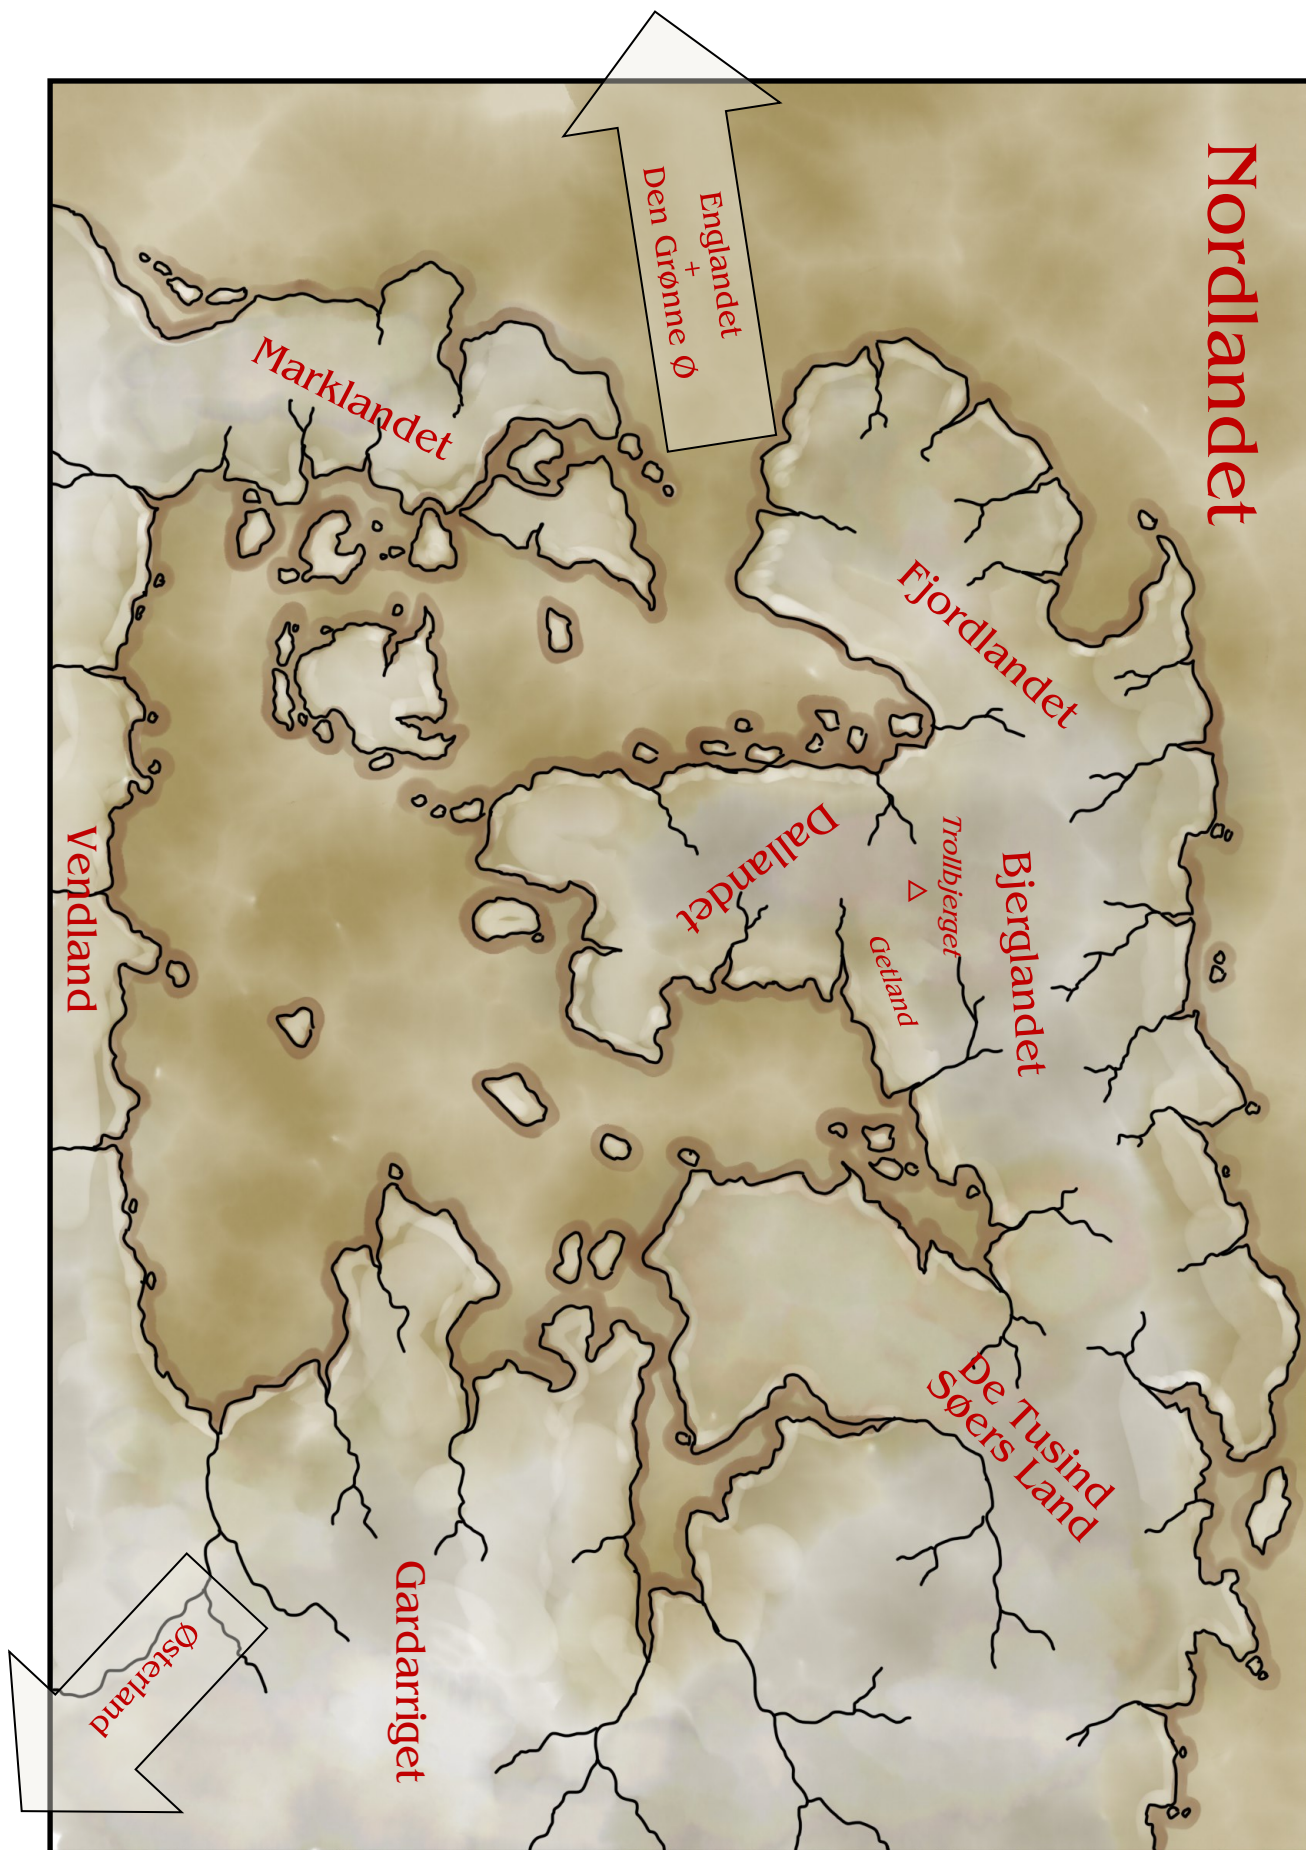 Nordlandet
Englandet
+
Den Grønne Ø
Fjordlandet
Marklandet
Bjerglandet
Trollbjerget
Getland
Dallandet
Vendland
De Tusind
Søers Land
Gardarriget
Østerland